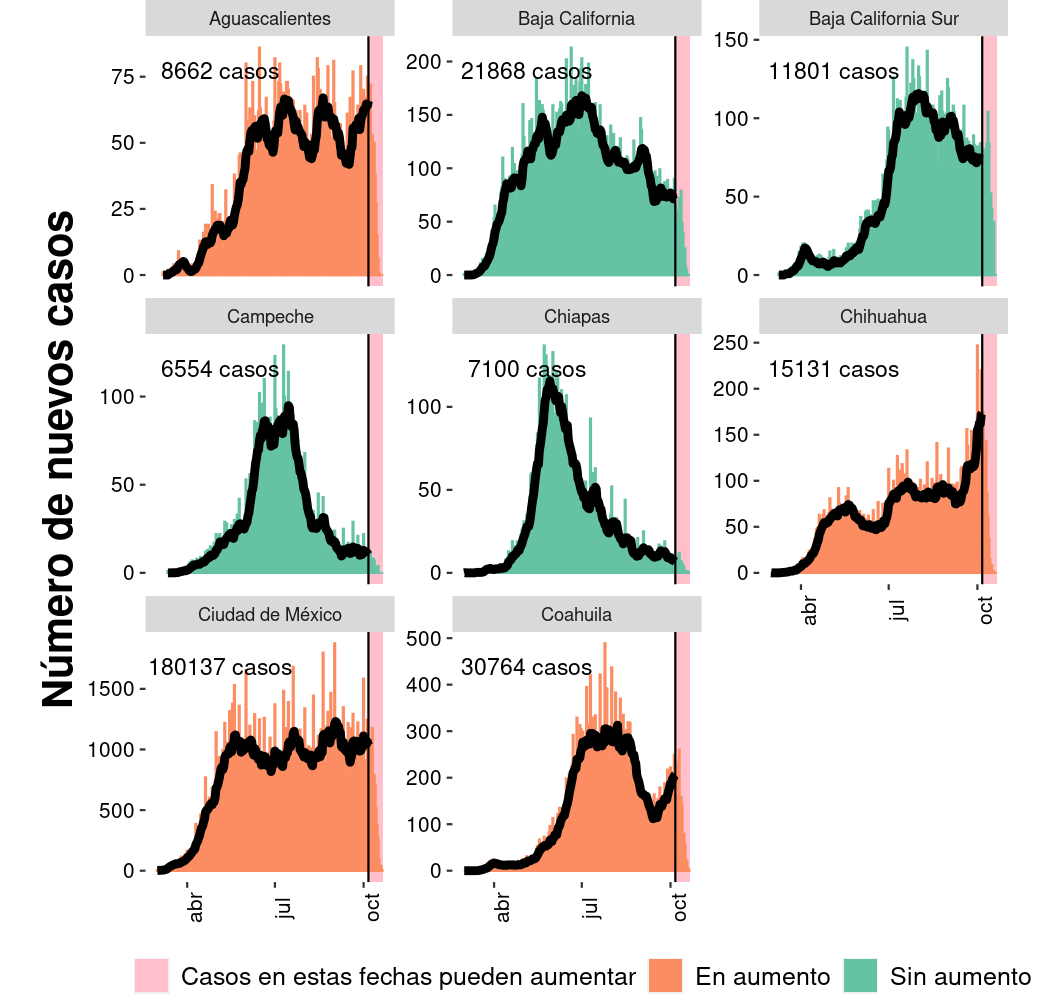 Número de nuevos casos
Aguascalientes
8662 casos
75
50
25
0
Baja California
21868 casos
200
150
100
50
0
Baja California Sur
11801 casos
150
100
50
0
Campeche
6554 casos
100
50
0
Chiapas
7100 casos
100
50
0
Chihuahua
15131 casos
250
200
150
100
50
0
abr jul oct
Ciudad de México
180137 casos
1500
1000
500
0
abr jul oct
Coahuila
30764 casos
500
400
300
200
100
0
abr jul oct
Casos en estas fechas pueden aumentar En aumento Sin aumento